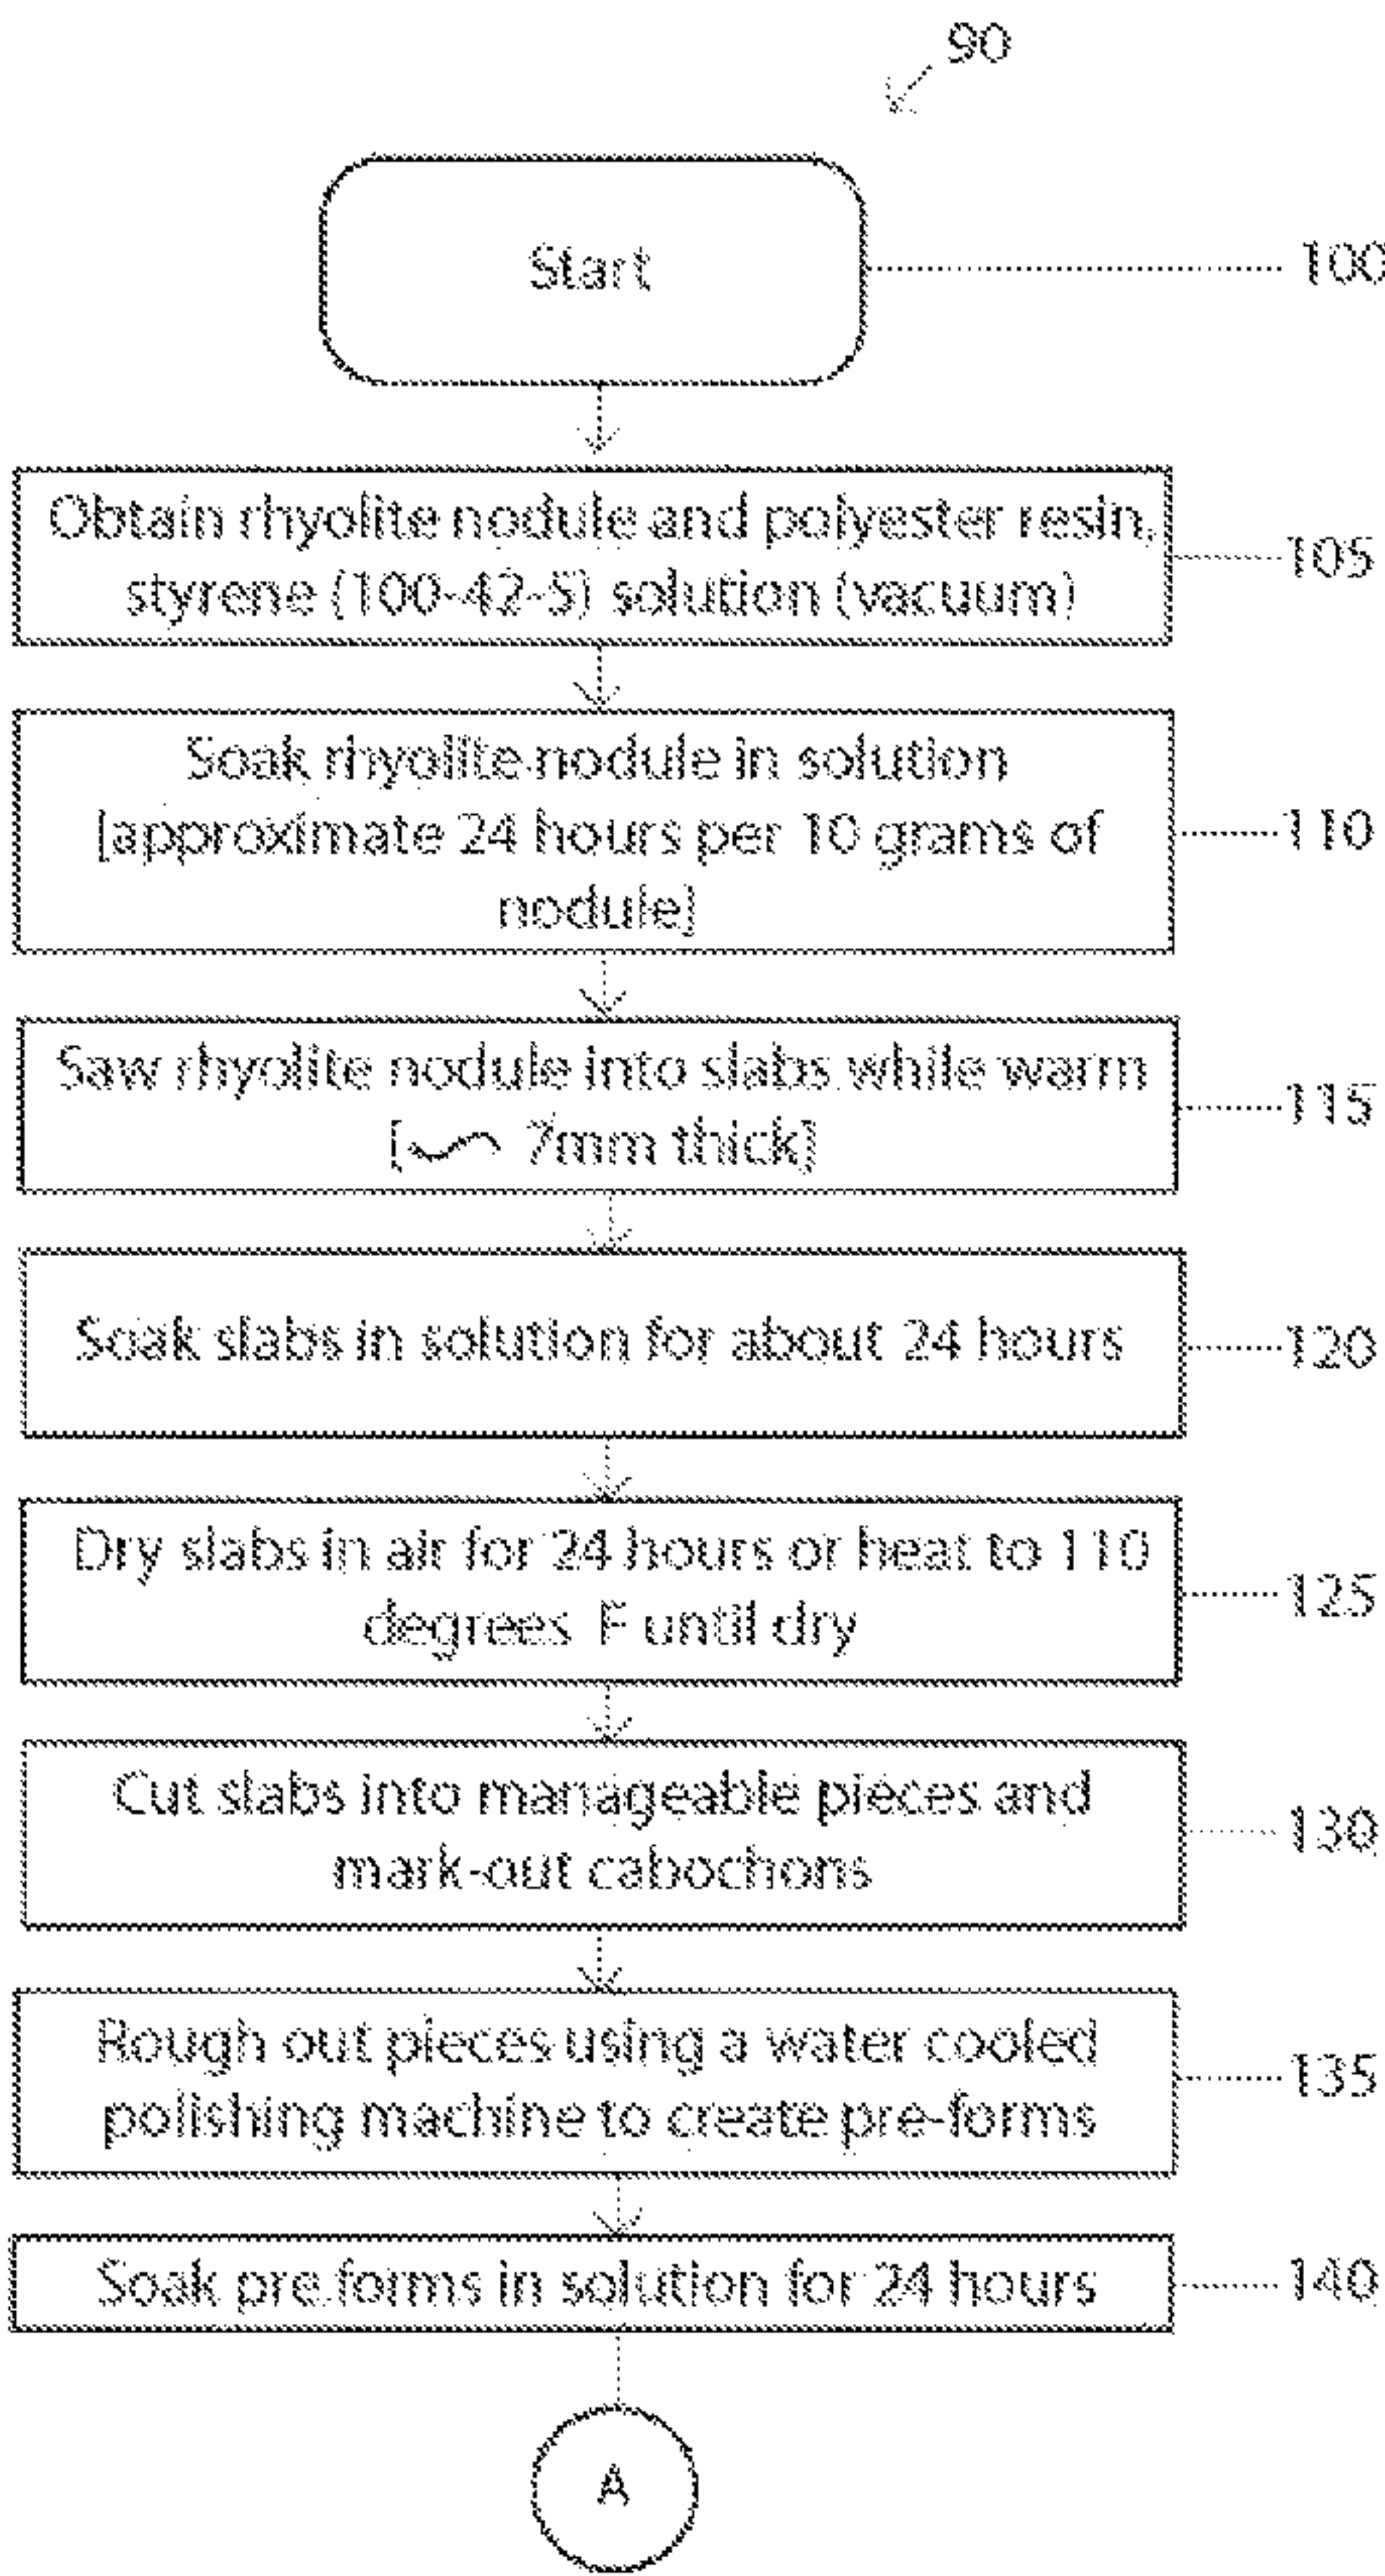 90
Start
100
Obtain rhyolite nodule and polyester resin,
styrene (100-42-5) solution (vacuum)
105
Soak rhyolite nodule in solution
[approximate 24 hours per 10 grams of
nodule]
110
Saw rhyolite nodule into slabs while warm
[~ 7mm thick]
115
Soak slabs in solution for about 24 hours
120
Dry slabs in air for 24 hours or heat to 110
degrees F until dry
125
Cut slabs into manageable pieces and
mark-out cabochons
130
Rough out pieces using a water cooled
polishing machine to create pre-forms
135
Soak pre forms in solution for 24 hours
140
A